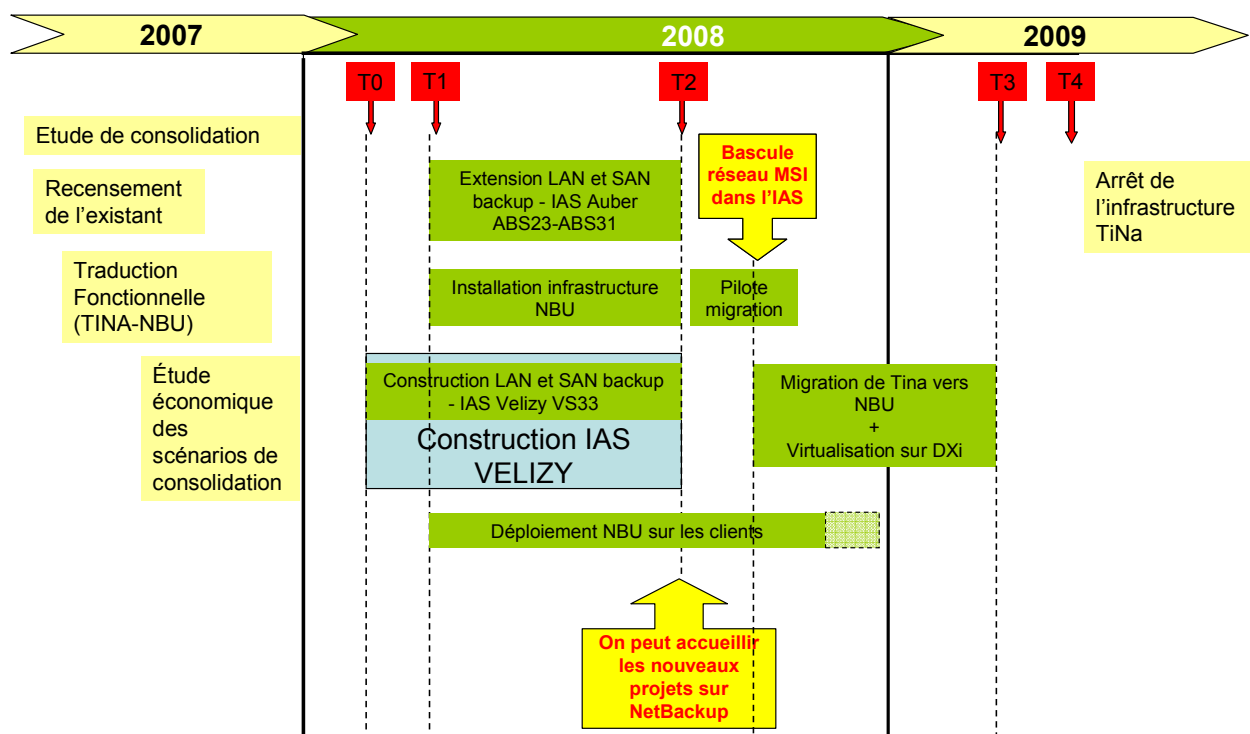 2007
2008
2009
T0
T1
T2
T3
T4
Etude de consolidation
Recensement
de l'existant
Traduction
Fonctionnelle
(TINA-NBU)
Étude
économique
des
scénarios de
consolidation
Extension LAN et SAN
backup - IAS Auber
ABS23-ABS31
Bascule
réseau MSI
dans l'IAS
Arrêt de
l'infrastructure
TiNa
Installation infrastructure
NBU
Pilote
migration
Construction LAN et SAN backup
- IAS Velizy VS33
Construction IAS
VELIZY
Migration de Tina vers
NBU
+
Virtualisation sur DXi
Déploiement NBU sur les clients
On peut accueillir
les nouveaux
projets sur
NetBackup